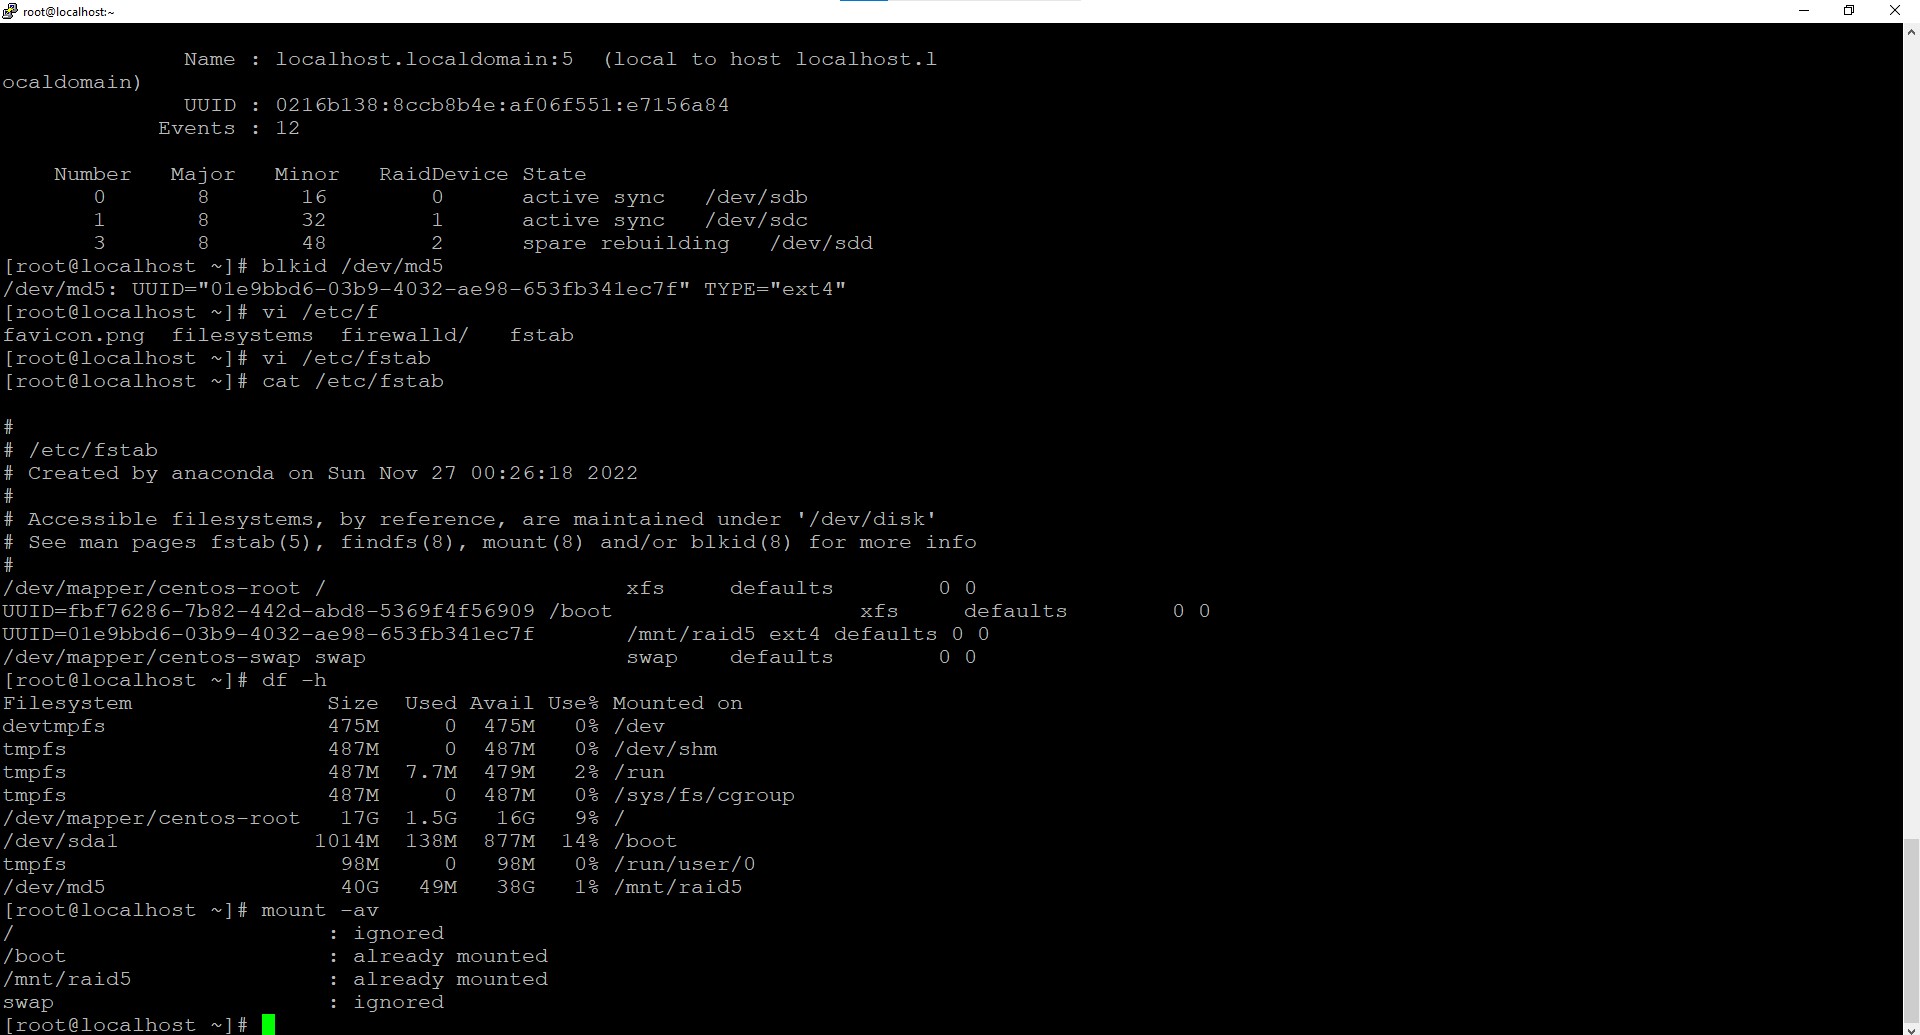 root@localhost:~
              Name : localhost.localdomain:5  (local to host localhost.l
ocaldomain)
              UUID : 0216b138:8ccb8b4e:af06f551:e7156a84
            Events : 12
    Number   Major   Minor   RaidDevice State
       0       8       16        0      active sync   /dev/sdb
       1       8       32        1      active sync   /dev/sdc
       3       8       48        2      spare rebuilding   /dev/sdd
[root@localhost ~]# blkid /dev/md5
/dev/md5: UUID="01e9bbd6-03b9-4032-ae98-653fb341ec7f" TYPE="ext4"
[root@localhost ~]# vi /etc/f
favicon.png  filesystems  firewalld/   fstab
[root@localhost ~]# vi /etc/fstab
[root@localhost ~]# cat /etc/fstab
#
# /etc/fstab
# Created by anaconda on Sun Nov 27 00:26:18 2022
#
# Accessible filesystems, by reference, are maintained under '/dev/disk'
# See man pages fstab(5), findfs(8), mount(8) and/or blkid(8) for more info
#
/dev/mapper/centos-root /                       xfs     defaults        0 0
UUID=fbf76286-7b82-442d-abd8-5369f4f56909 /boot                   xfs     defaults        0 0
UUID=01e9bbd6-03b9-4032-ae98-653fb341ec7f       /mnt/raid5 ext4 defaults 0 0
/dev/mapper/centos-swap swap                    swap    defaults        0 0
[root@localhost ~]# df -h
Filesystem               Size  Used Avail Use% Mounted on
devtmpfs                 475M     0  475M   0% /dev
tmpfs                    487M     0  487M   0% /dev/shm
tmpfs                    487M  7.7M  479M   2% /run
tmpfs                    487M     0  487M   0% /sys/fs/cgroup
/dev/mapper/centos-root   17G  1.5G   16G   9% /
/dev/sda1               1014M  138M  877M  14% /boot
tmpfs                     98M     0   98M   0% /run/user/0
/dev/md5                  40G   49M   38G   1% /mnt/raid5
[root@localhost ~]# mount -av
/                        : ignored
/boot                    : already mounted
/mnt/raid5               : already mounted
swap                     : ignored
[root@localhost ~]#